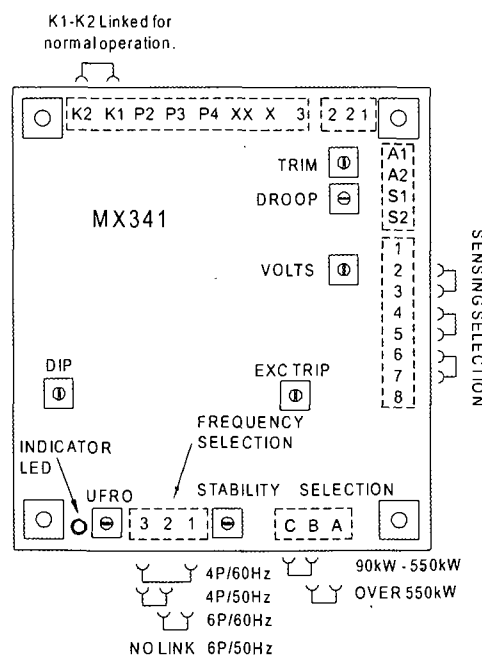 K1-K2 Linked for
normal operation.
K2 K1 P2 P3 P4 XX X 3 2 2 1
TRIM
A1
A2
DROOP
S1
S2
MX341
1
VOLTS
2
3
4
5
6
7
8
SENSING SELECTION
DIP
EXC TRIP
FREQUENCY
SELECTION
INDICATOR
LED
UFRO
STABILITY SELECTION
3 2 1
C B A
4P/60Hz
4P/50Hz
6P/60Hz
NO LINK 6P/50Hz
90kW - 550kW
OVER 550kW